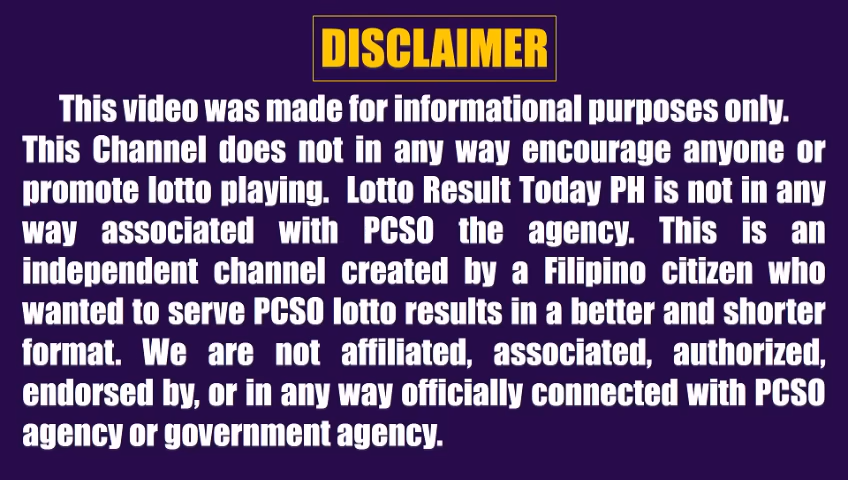 DISCLAIMER
This video was made for informational purposes only.
This Channel does not in any way encourage anyone or
promote lotto playing. Lotto Result Today PH is not in any
way associated with PCSO the agency. This is an
independent channel created by a Filipino citizen who
wanted to serve PCSO lotto results in a better and shorter
format. We are not affiliated, associated, authorized,
endorsed by, or in any way officially connected with PCSO
agency or government agency.